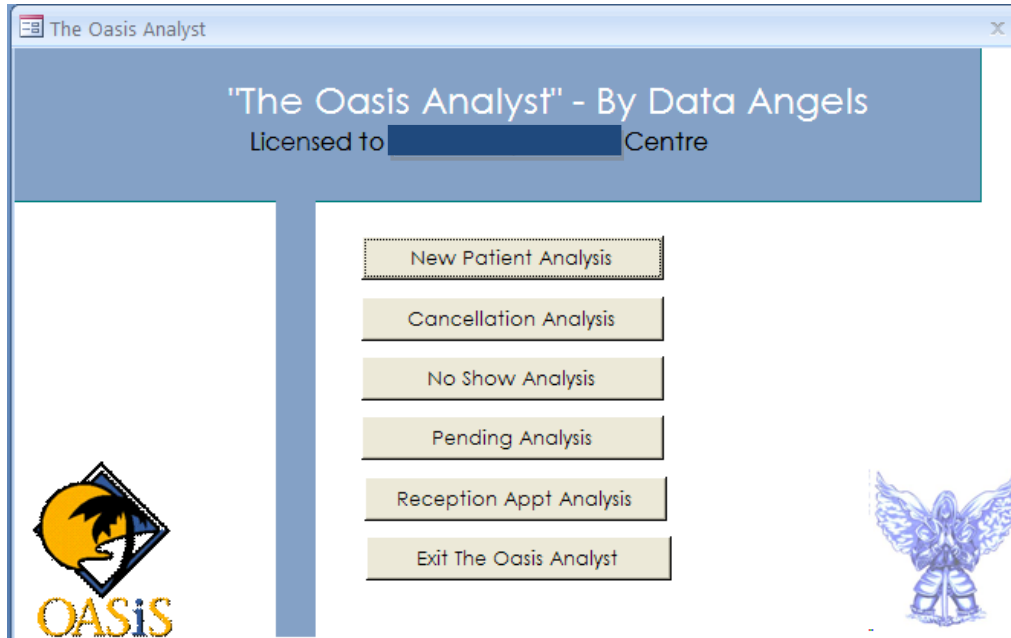 The Oasis Analyst
"The Oasis Analyst" - By Data Angels
Licensed to Centre
New Patient Analysis
Cancellation Analysis
No Show Analysis
Pending Analysis
Reception Appt Analysis
Exit The Oasis Analyst
OASiS